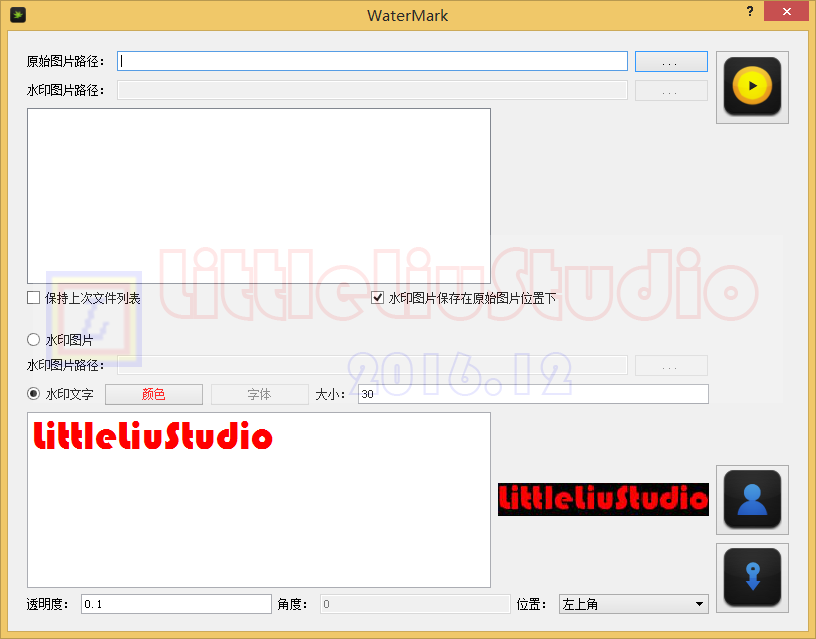 WaterMark
?
原始图片路径:
...
水印图片路径:
...
LittleLiuStudio
保持上次文件列表
水印图片保存在原始图片位置下
水印图片
水印图片路径:
...
2016.12
水印文字
颜色
字体
大小:
30
LittleLiuStudio
LittleLiuStudio
透明度:
0.1
角度:
0
位置:
左上角